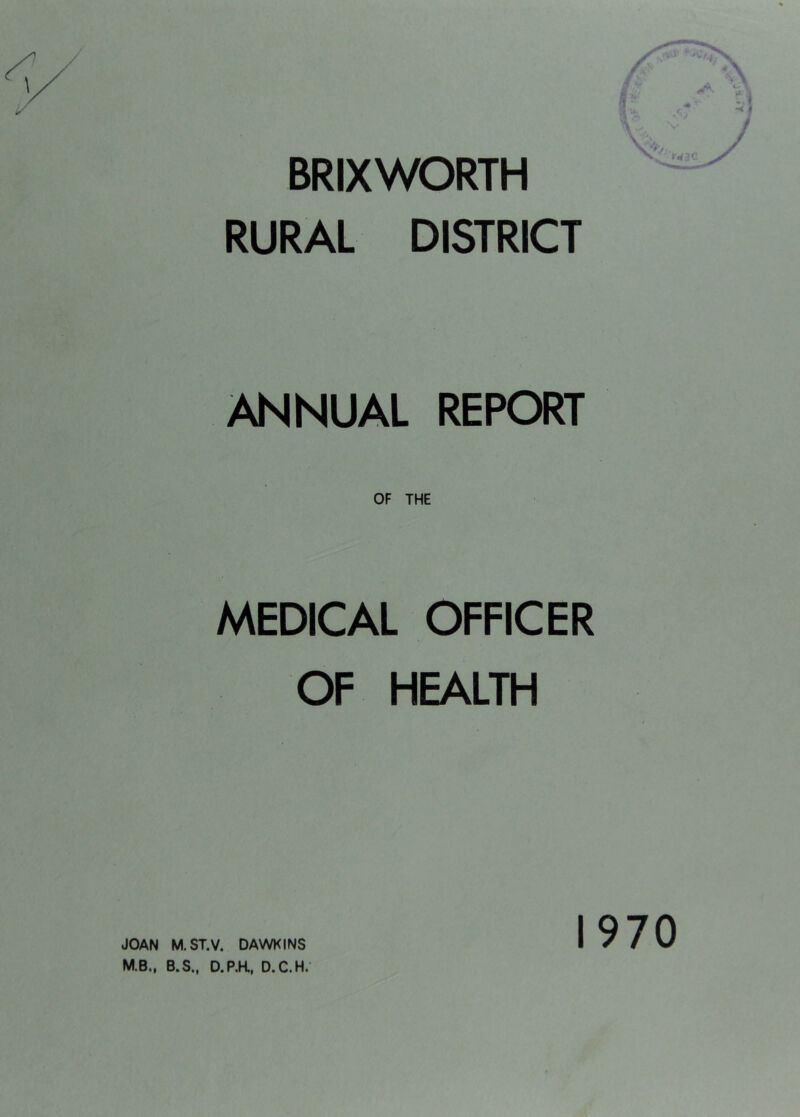 BRIXWORTH
RURAL DISTRICT
ANNUAL REPORT
OF THE
MEDICAL OFFICER
OF HEALTH
JOAN M.ST.V. DAWKINS
M.B., B.S., D.P.H., D.C.H.
1970